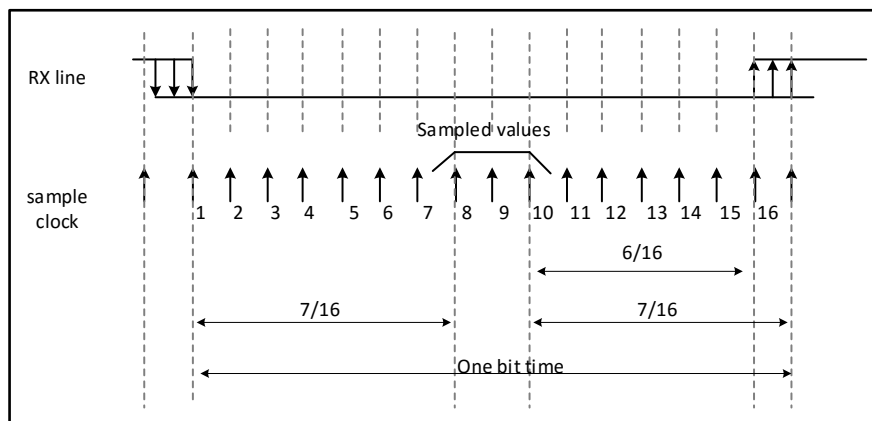 RX line
Sampled values
sample
clock
1 2 3 4 5 6 7 8 9 10 11 12 13 14 15 16
6/16
7/16 7/16
One bit time